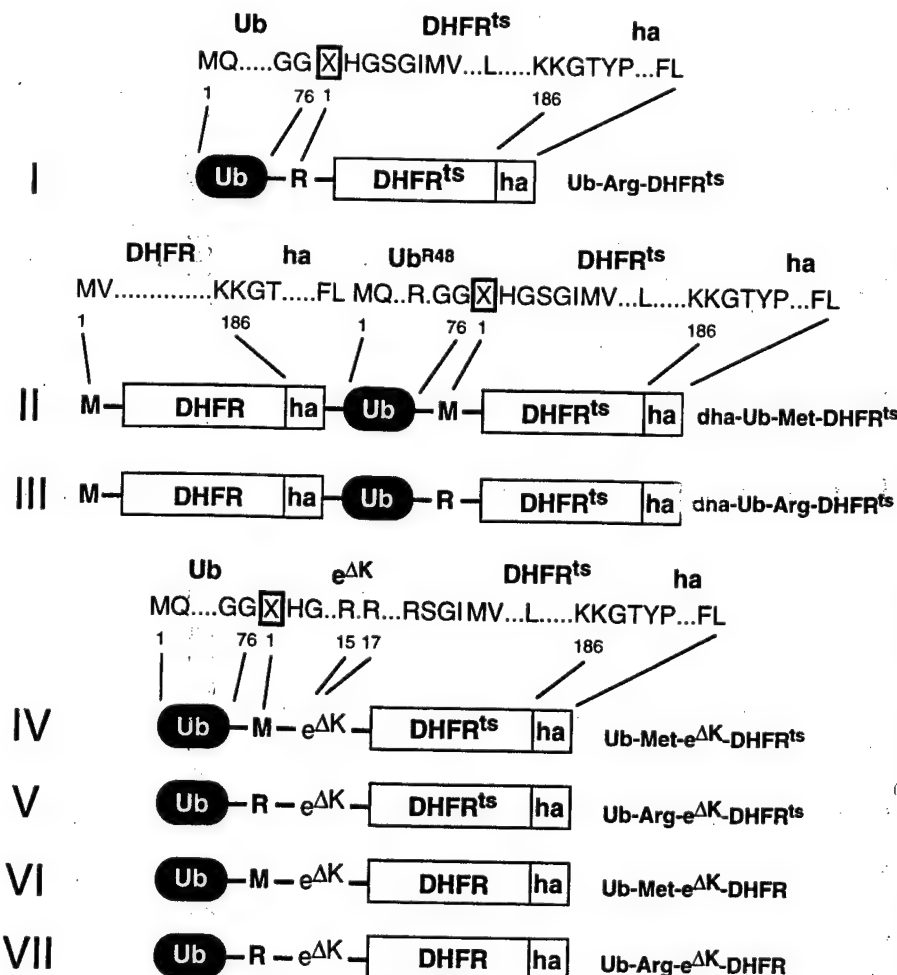 Ub DHFRts ha
MQ.....GG X HGSGIMV...L.....KKGTYP...FL
1 76 1 186
I Ub R DHFRts ha Ub-Arg-DHFRts
DHFR ha UbR48 DHFRts ha
MV.............KKGT.....FL MQ..R.GG X HGSGIMV...L.....KKGTYP...FL
1 186 1 76 1 186
II M DHFR ha Ub M DHFRts ha dha-Ub-Met-DHFRts
III M DHFR ha Ub R DHFRts ha dna-Ub-Arg-DHFRts
Ub eΔK DHFRts ha
MQ....GG X HG..R.R...RSGIMV...L.....KKGTYP...FL
1 76 1 15 17 186
IV Ub M eΔK DHFRts ha Ub-Met-eΔK-DHFRts
V Ub R eΔK DHFRts ha Ub-Arg-eΔK-DHFRts
VI Ub M eΔK DHFR ha Ub-Met-eΔK-DHFR
VII Ub R eΔK DHFR ha Ub-Arg-eΔK-DHFR